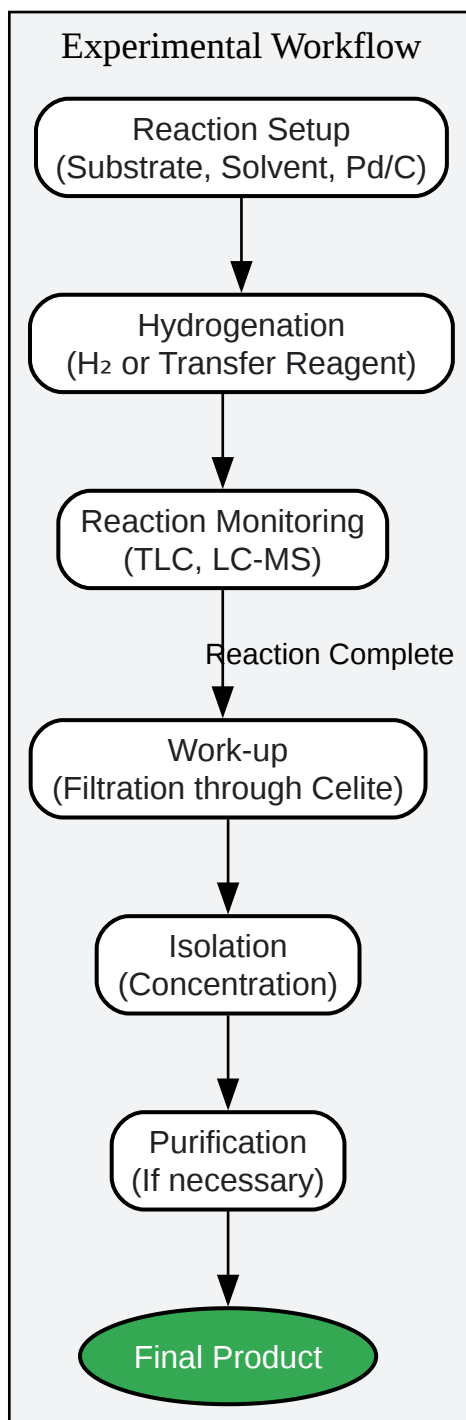 Experimental Workflow
Reaction Setup
(Substrate, Solvent, Pd/C)
Hydrogenation
(H₂ or Transfer Reagent)
Reaction Monitoring
(TLC, LC-MS)
Reaction Complete
Work-up
(Filtration through Celite)
Isolation
(Concentration)
Purification
(If necessary)
Final Product